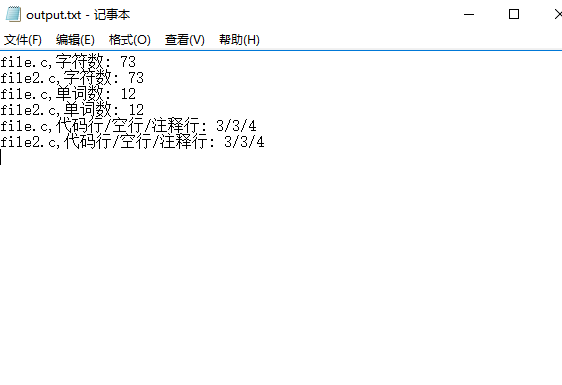 output.txt - 记事本
文件(F) 编辑(E) 格式(O) 查看(V) 帮助(H)
file.c,字符数: 73
file2.c,字符数: 73
file.c,单词数: 12
file2.c,单词数: 12
file.c,代码行/空行/注释行: 3/3/4
file2.c,代码行/空行/注释行: 3/3/4